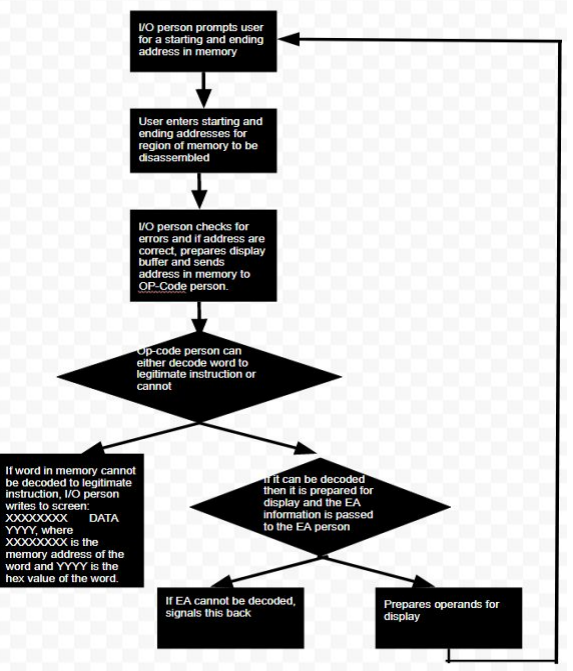 I/O person prompts user
for a starting and ending
address in memory
User enters starting and
ending addresses for
region of memory to be
disassembled
I/O person checks for
errors and if address are
correct, prepares display
buffer and sends
address in memory to
OP-Code person.
Op-code person can
either decode word to
legitimate instruction or
cannot
If word in memory cannot
be decoded to legitimate
instruction, I/O person
writes to screen:
XXXXXXXX DATA
YYYY, where
XXXXXXXX is the
memory address of the
word and YYYY is the
hex value of the word.
If it can be decoded
then it is prepared for
display and the EA
information is passed
to the EA person
If EA cannot be decoded,
signals this back
Prepares operands for
display